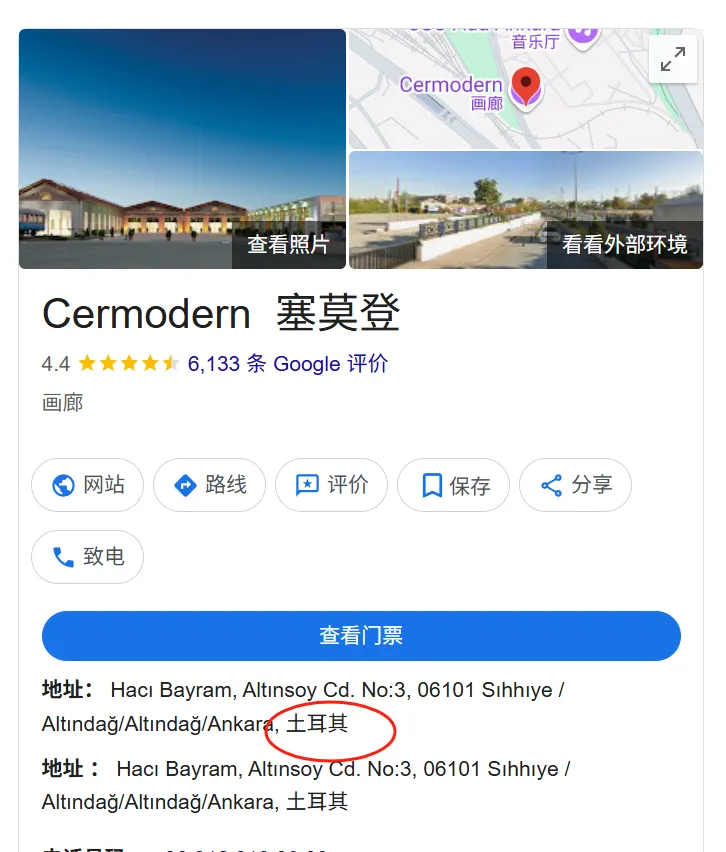 音乐厅
Cermodern
画廊
查看照片
看看外部环境
Cermodern 塞莫登
4.4 6,133 条 Google 评价
画廊
网站 路线 评价 保存 分享
致电
查看门票
地址： Hacı Bayram, Altınsoy Cd. No:3, 06101 Sıhhıye /
Altındağ/Altındağ/Ankara, 土耳其
地址 ： Hacı Bayram, Altınsoy Cd. No:3, 06101 Sıhhıye /
Altındağ/Altındağ/Ankara, 土耳其